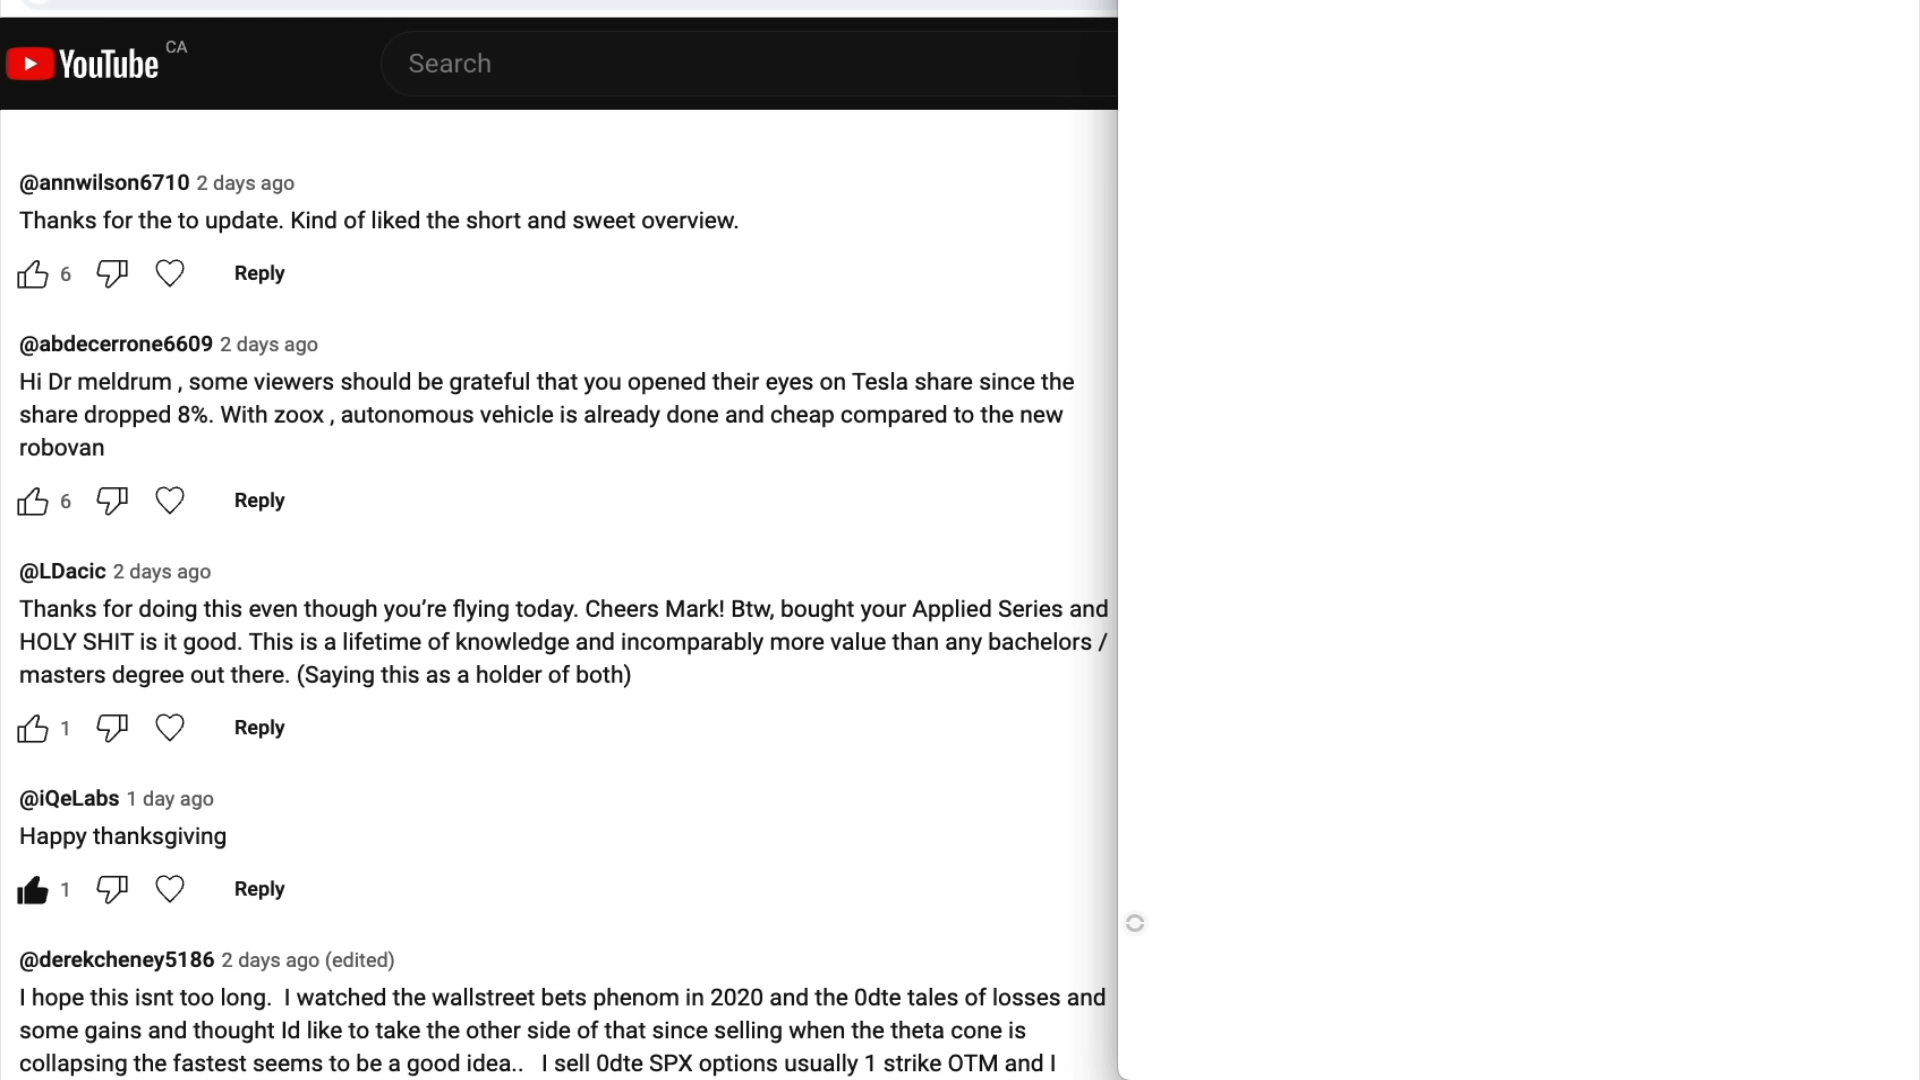 YouTube CA
Search
@annwilson6710 2 days ago
Thanks for the to update. Kind of liked the short and sweet overview.
6 Reply
@abdecerrone6609 2 days ago
Hi Dr meldrum , some viewers should be grateful that you opened their eyes on Tesla share since the
share dropped 8%. With zoox , autonomous vehicle is already done and cheap compared to the new
robovan
6 Reply
@LDacic 2 days ago
Thanks for doing this even though you’re flying today. Cheers Mark! Btw, bought your Applied Series and
HOLY SHIT is it good. This is a lifetime of knowledge and incomparably more value than any bachelors /
masters degree out there. (Saying this as a holder of both)
1 Reply
@iQeLabs 1 day ago
Happy thanksgiving
1 Reply
@derekcheney5186 2 days ago (edited)
I hope this isnt too long.  I watched the wallstreet bets phenom in 2020 and the 0dte tales of losses and
some gains and thought Id like to take the other side of that since selling when the theta cone is
collapsing the fastest seems to be a good idea..   I sell 0dte SPX options usually 1 strike OTM and I